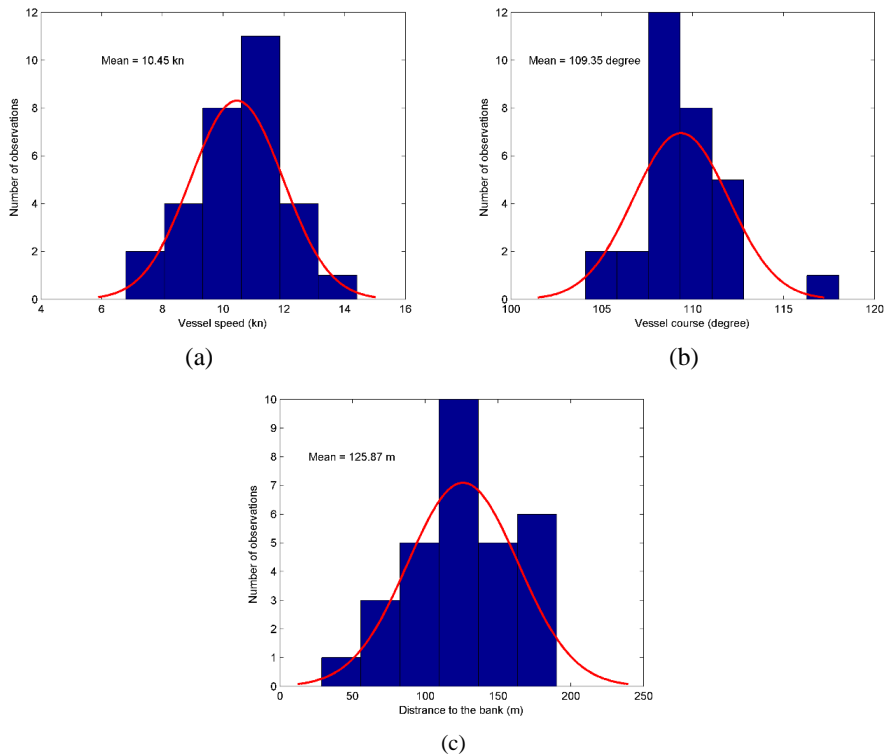 12
10
8
6
4
2
0
Number of observations
Mean = 10.45 kn
4 6 8 10 12 14 16
Vessel speed (kn)
(a)
12
10
8
6
4
2
0
Number of observations
Mean = 109.35 degree
100 105 110 115 120
Vessel course (degree)
(b)
10
9
8
7
6
5
4
3
2
1
0
Number of observations
Mean = 125.87 m
0 50 100 150 200 250
Distrance to the bank (m)
(c)